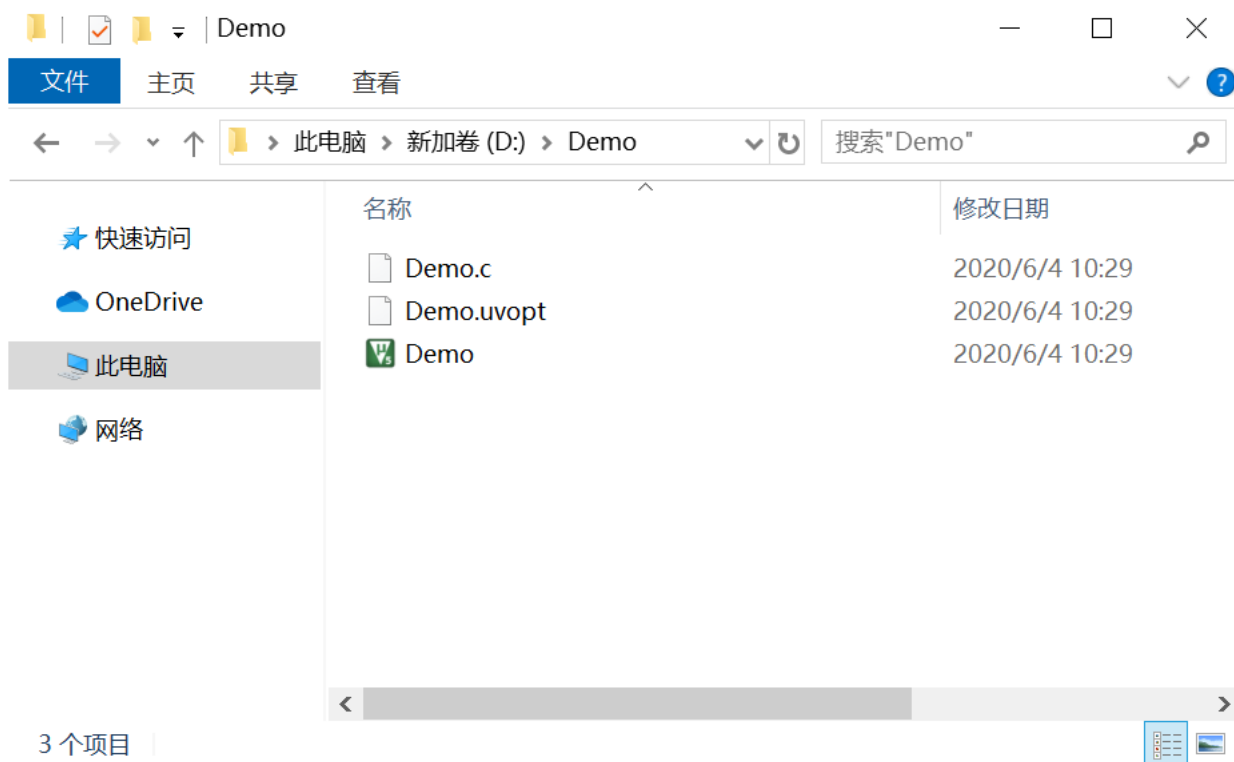 Demo
文件 主页 共享 查看
此电脑 新加卷 (D:) Demo 搜索"Demo"
名称 修改日期
快速访问
OneDrive
此电脑
网络
Demo.c 2020/6/4 10:29
Demo.uvopt 2020/6/4 10:29
Demo 2020/6/4 10:29
3 个项目